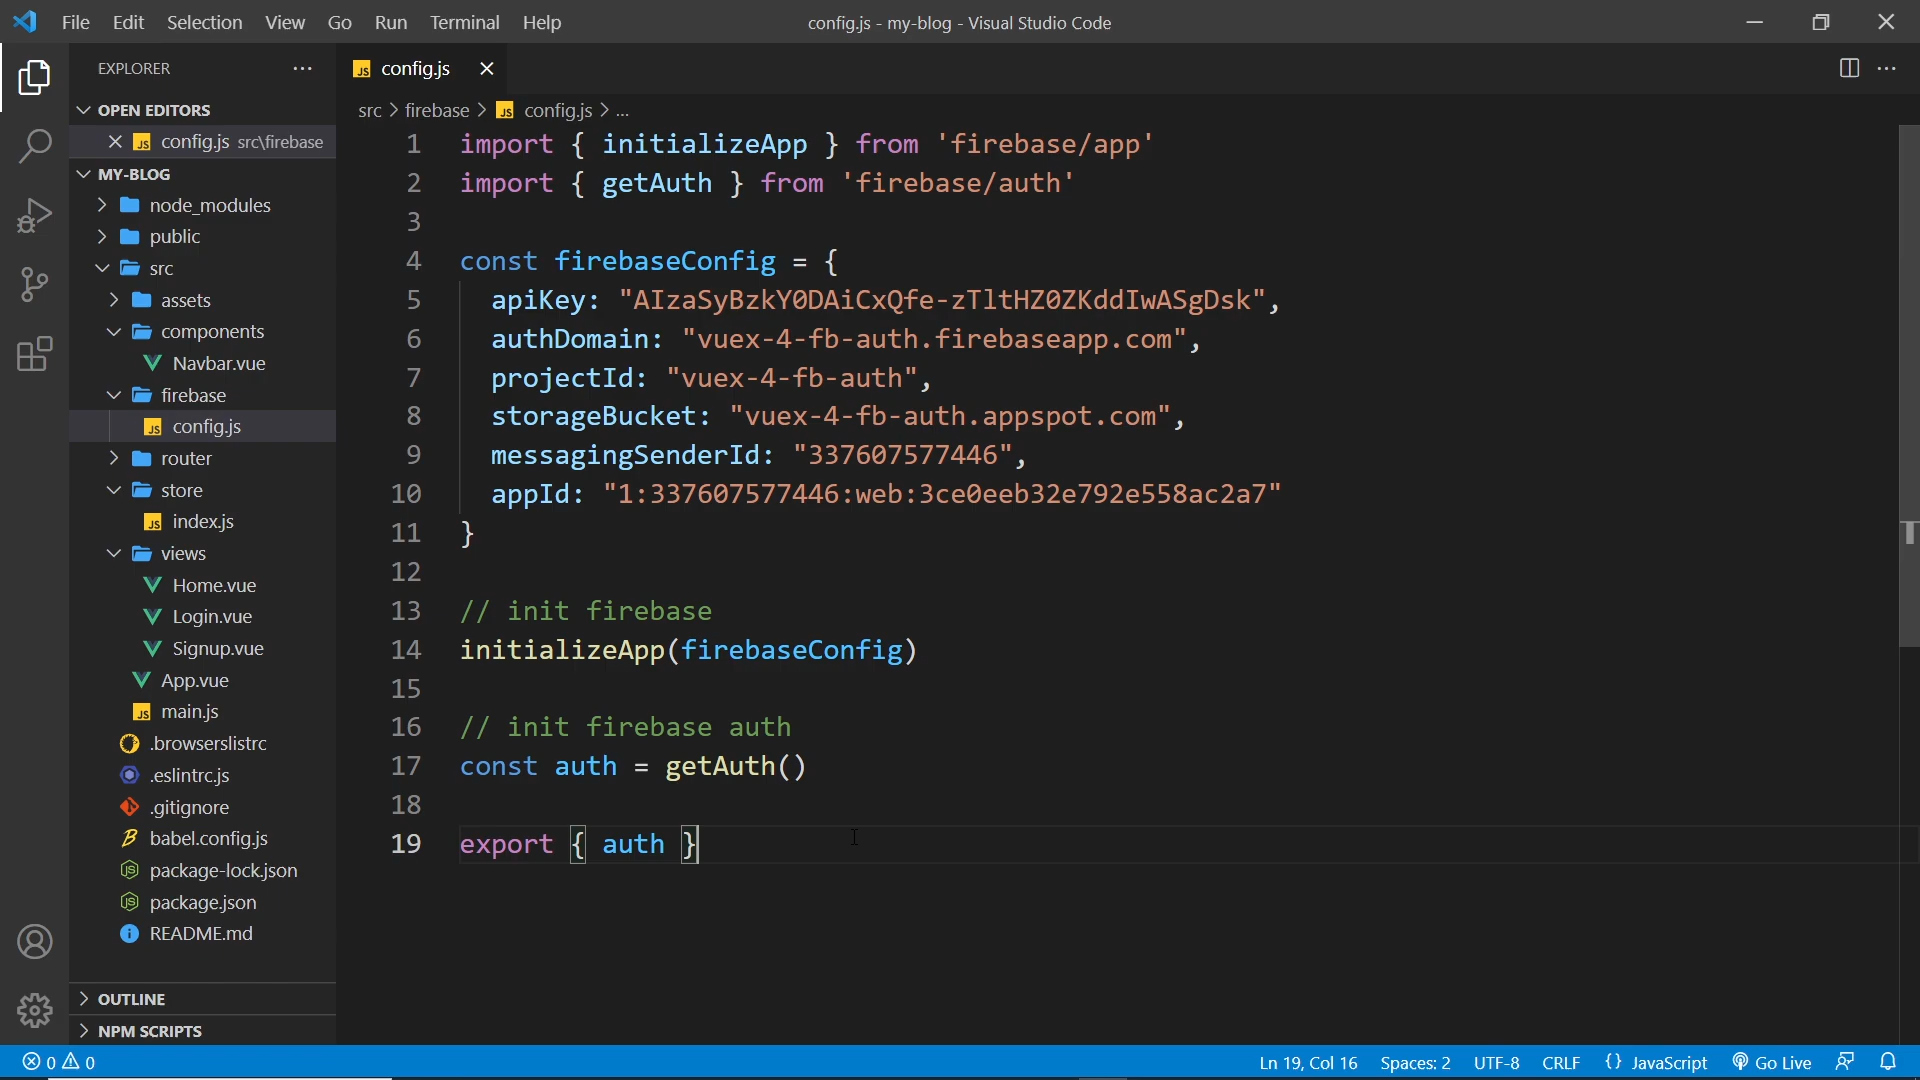 File Edit Selection View Go Run Terminal Help
config.js - my-blog - Visual Studio Code
EXPLORER
OPEN EDITORS
config.js src\firebase
MY-BLOG
node_modules
public
src
assets
components
Navbar.vue
firebase
config.js
router
store
index.js
views
Home.vue
Login.vue
Signup.vue
App.vue
main.js
.browserslistrc
.eslintrc.js
.gitignore
babel.config.js
package-lock.json
package.json
README.md
OUTLINE
NPM SCRIPTS
config.js
src > firebase > config.js > ...
1 import { initializeApp } from 'firebase/app'
2 import { getAuth } from 'firebase/auth'
3
4 const firebaseConfig = {
5 apiKey: "AIzaSyBzkY0DAiCxQfe-zTltHZ0ZKddIwASgDsk",
6 authDomain: "vuex-4-fb-auth.firebaseapp.com",
7 projectId: "vuex-4-fb-auth",
8 storageBucket: "vuex-4-fb-auth.appspot.com",
9 messagingSenderId: "337607577446",
10 appId: "1:337607577446:web:3ce0eeb32e792e558ac2a7"
11 }
12
13 // init firebase
14 initializeApp(firebaseConfig)
15
16 // init firebase auth
17 const auth = getAuth()
18
19 export { auth }
0 0
Ln 19, Col 16 Spaces: 2 UTF-8 CRLF {} JavaScript Go Live